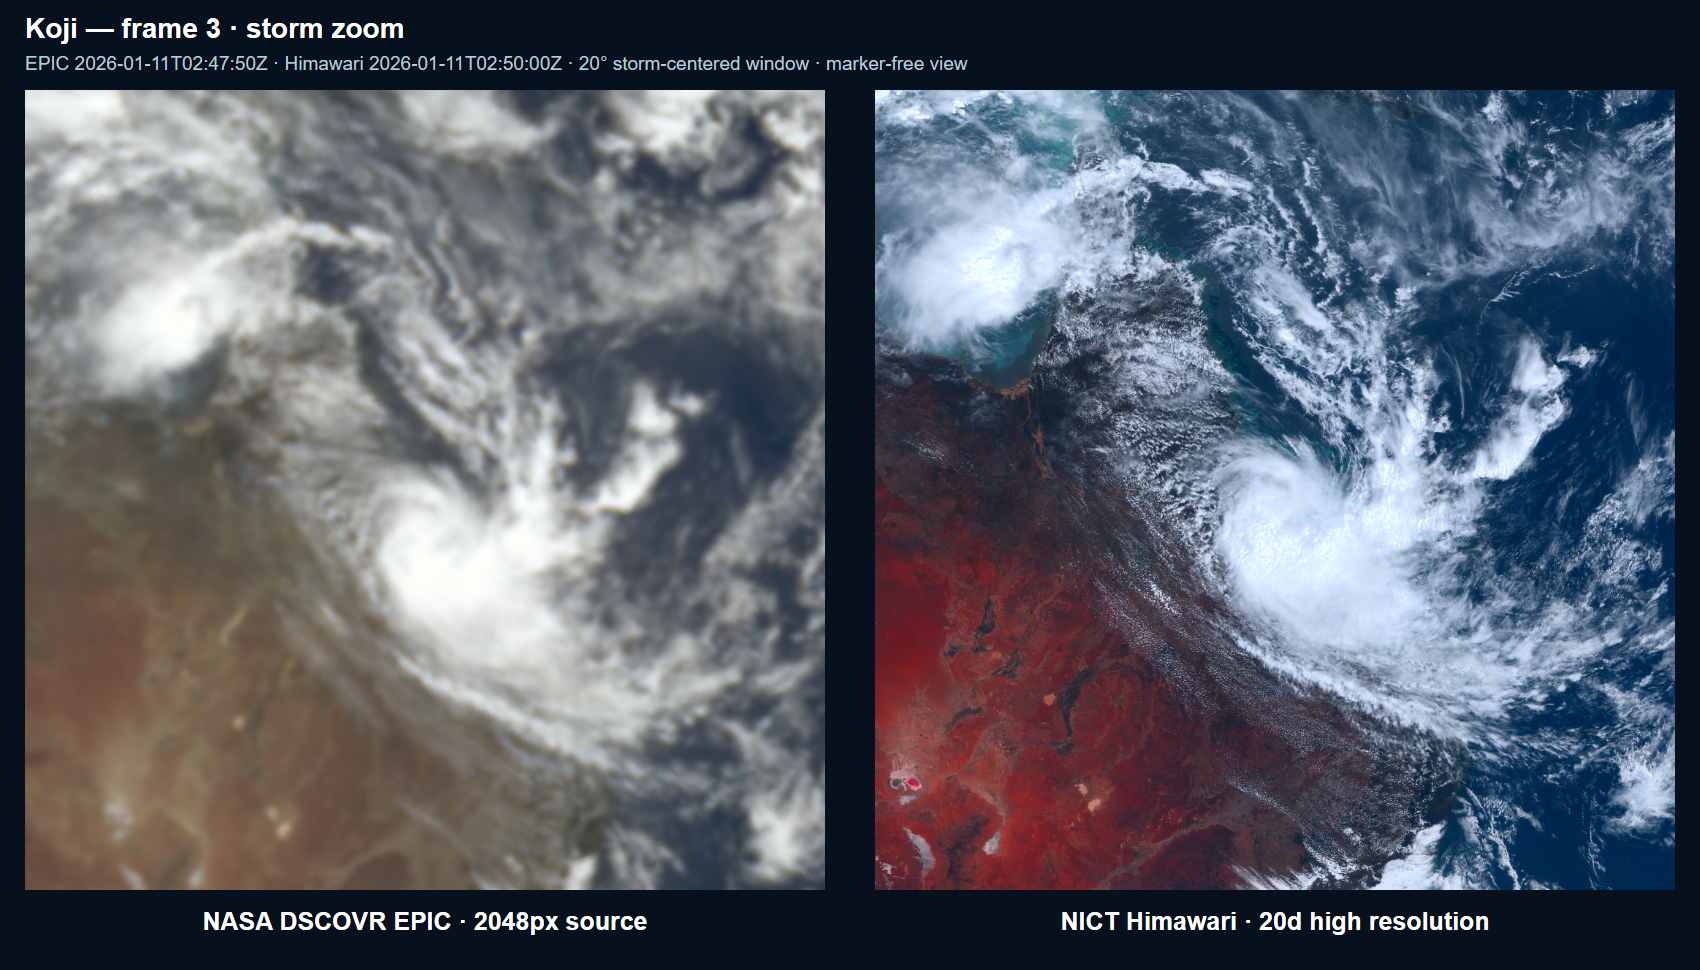 Koji — frame 3 · storm zoom
EPIC 2026-01-11T02:47:50Z · Himawari 2026-01-11T02:50:00Z · 20° storm-centered window · marker-free view
NASA DSCOVR EPIC · 2048px source
NICT Himawari · 20d high resolution